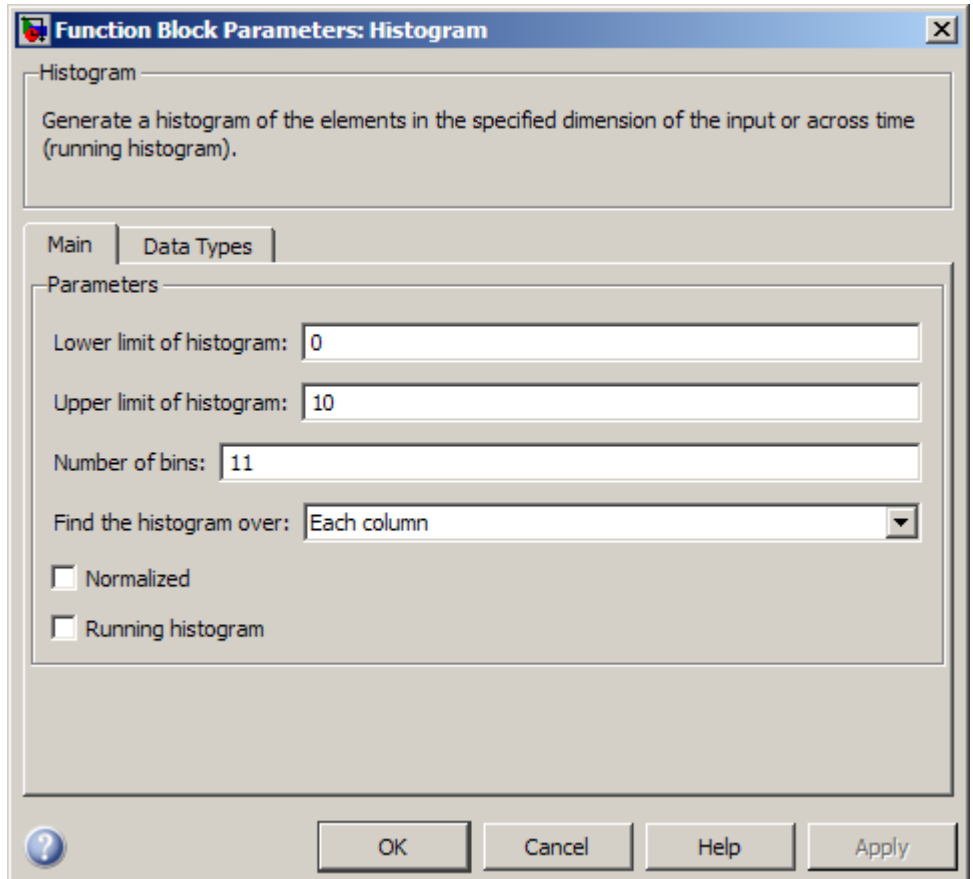 Function Block Parameters: Histogram
Histogram
Generate a histogram of the elements in the specified dimension of the input or across time
(running histogram).
Main Data Types
Parameters
Lower limit of histogram: 0
Upper limit of histogram: 10
Number of bins: 11
Find the histogram over: Each column
Normalized
Running histogram
? OK Cancel Help Apply